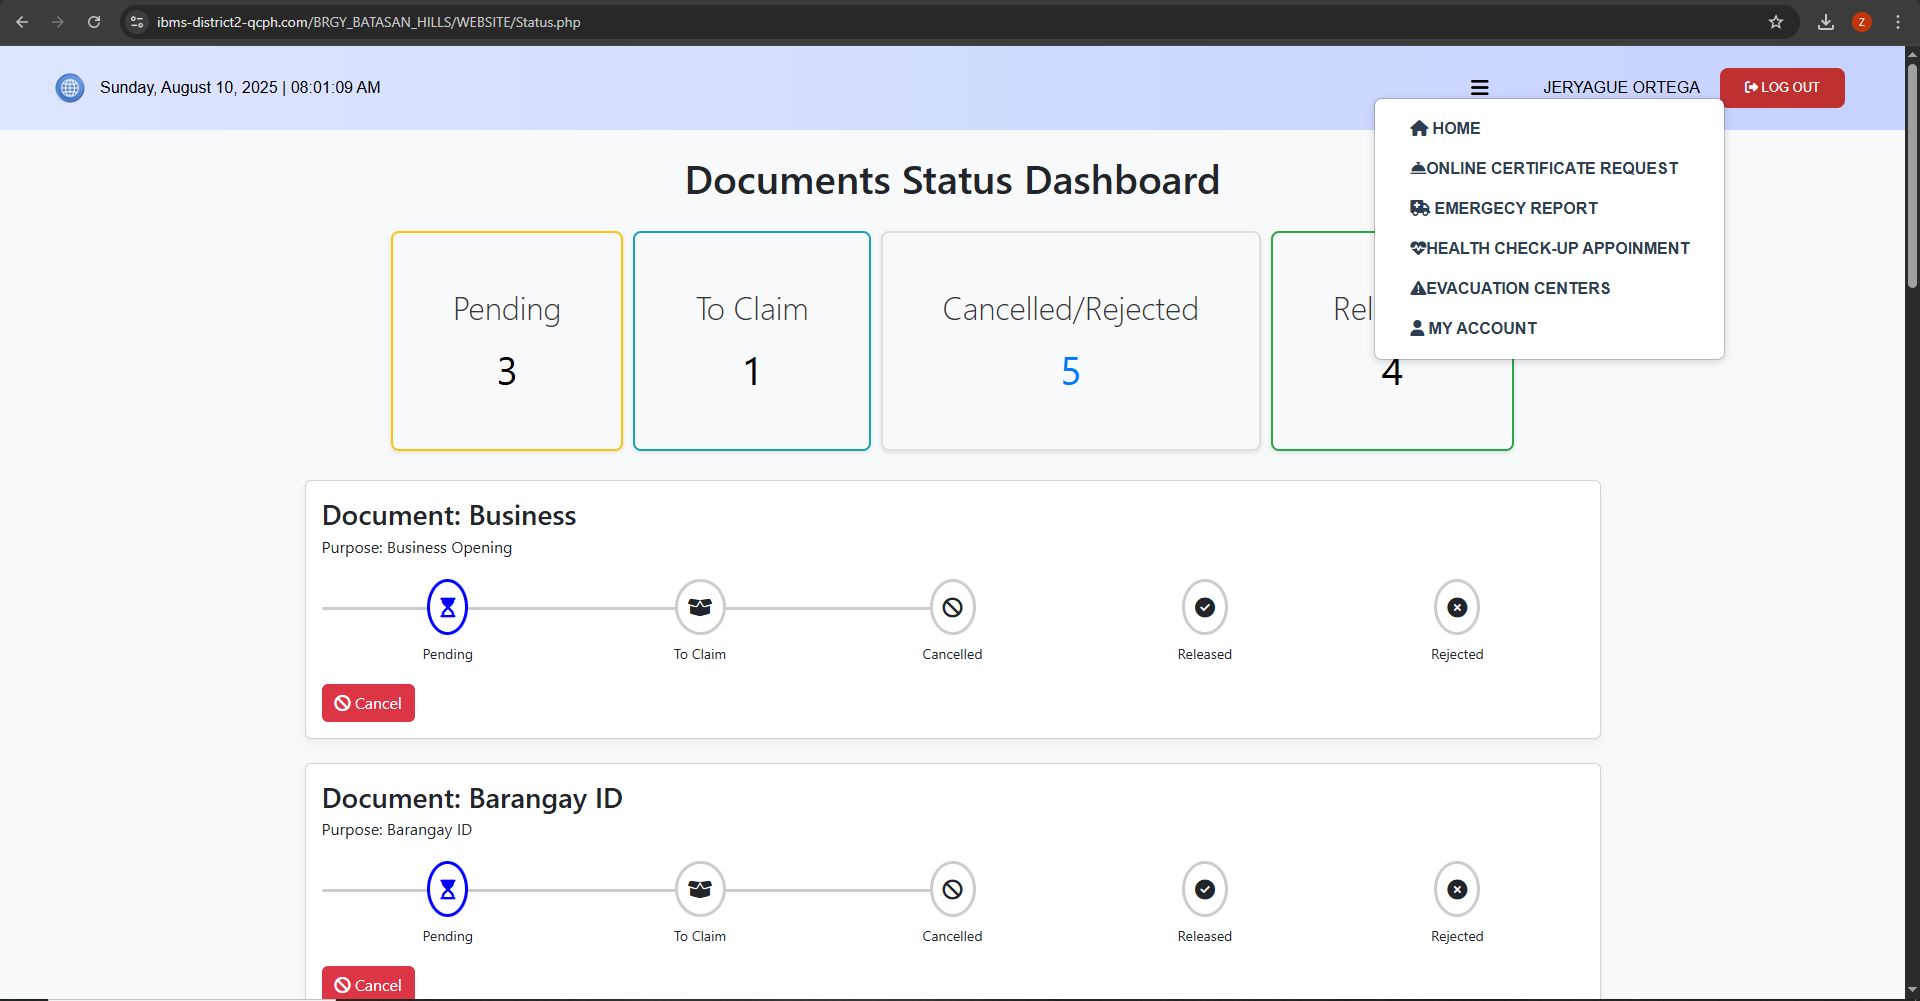 ibms-district2-qcph.com/BRGY_BATASAN_HILLS/WEBSITE/Status.php
Z
Sunday, August 10, 2025 | 08:01:09 AM
JERYAGUE ORTEGA
LOG OUT
HOME
ONLINE CERTIFICATE REQUEST
EMERGECY REPORT
HEALTH CHECK-UP APPOINMENT
EVACUATION CENTERS
MY ACCOUNT
Documents Status Dashboard
Pending
3
To Claim
1
Cancelled/Rejected
5
Rel
4
Document: Business
Purpose: Business Opening
Pending
To Claim
Cancelled
Released
Rejected
Cancel
Document: Barangay ID
Purpose: Barangay ID
Pending
To Claim
Cancelled
Released
Rejected
Cancel